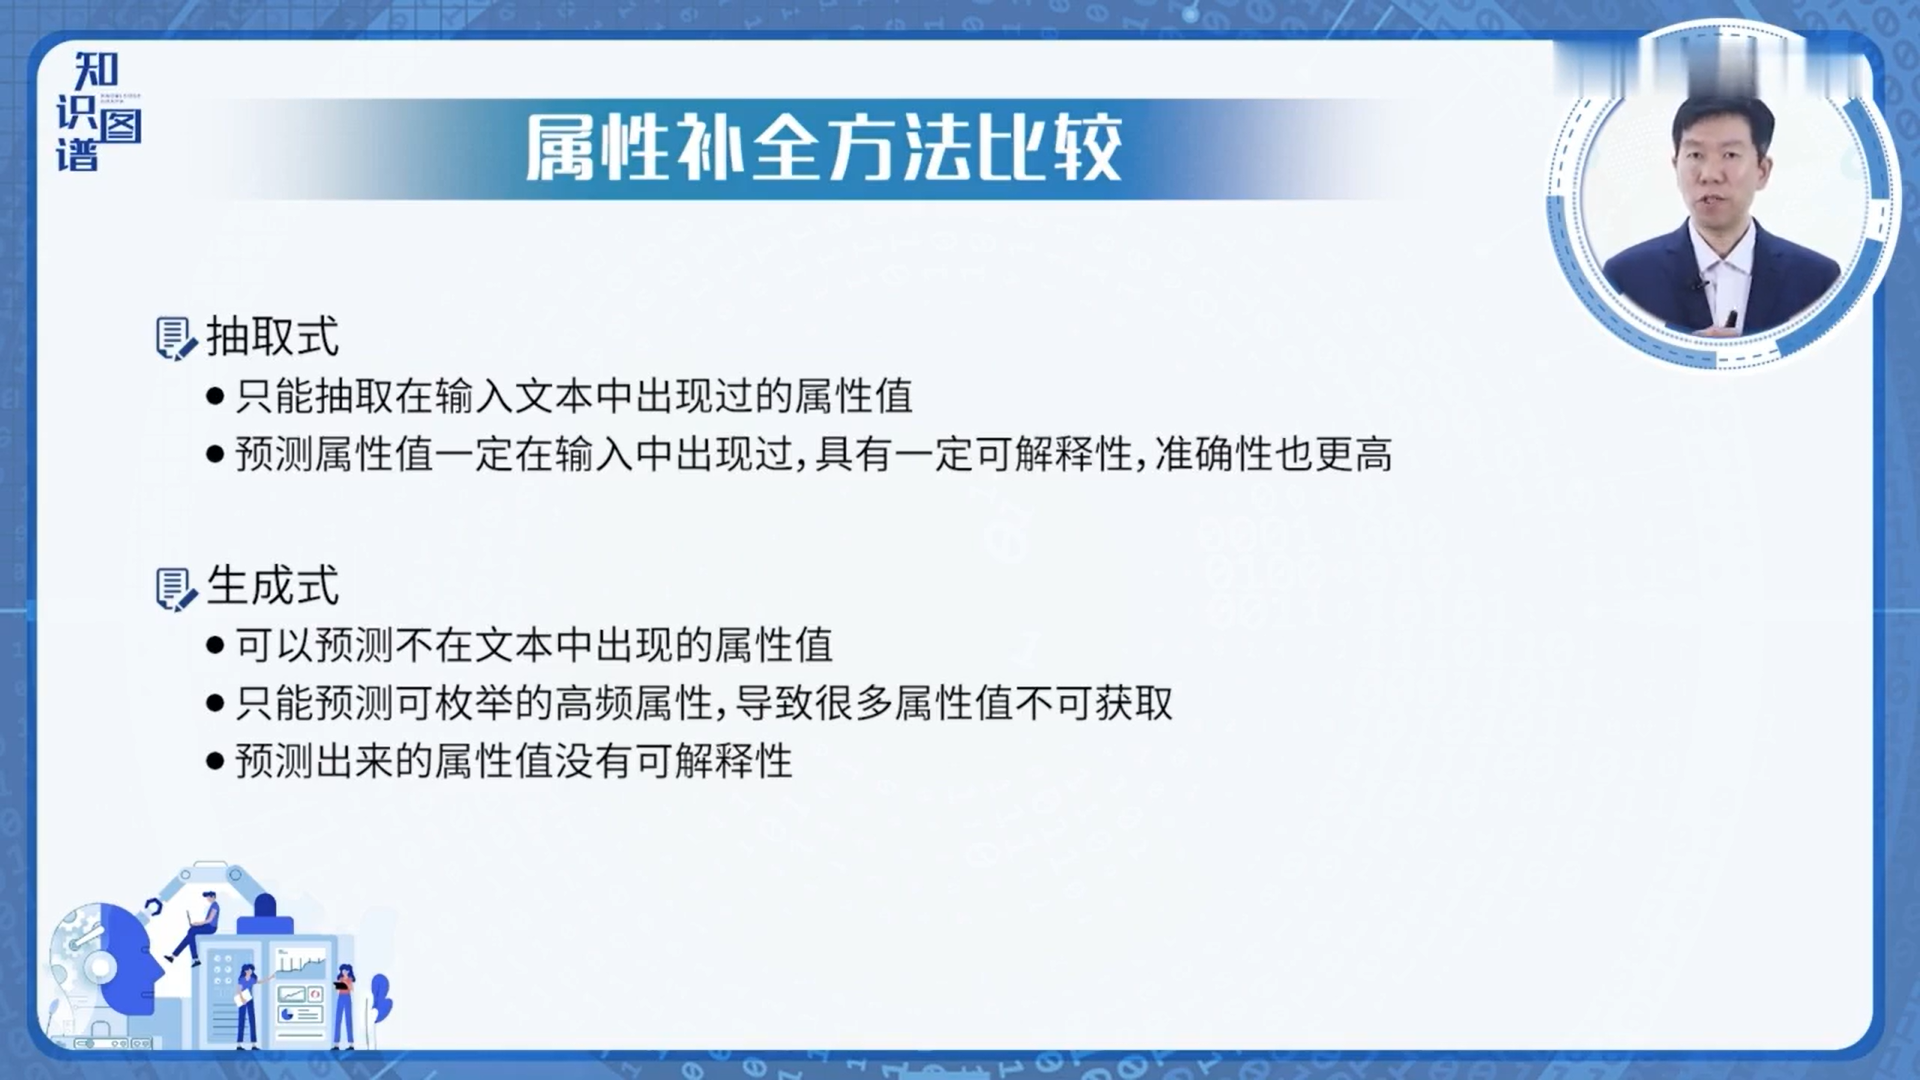 知
识图
谱
属性补全方法比较
抽取式
● 只能抽取在输入文本中出现过的属性值
● 预测属性值一定在输入中出现过,具有一定可解释性,准确性也更高
生成式
● 可以预测不在文本中出现的属性值
● 只能预测可枚举的高频属性,导致很多属性值不可获取
● 预测出来的属性值没有可解释性